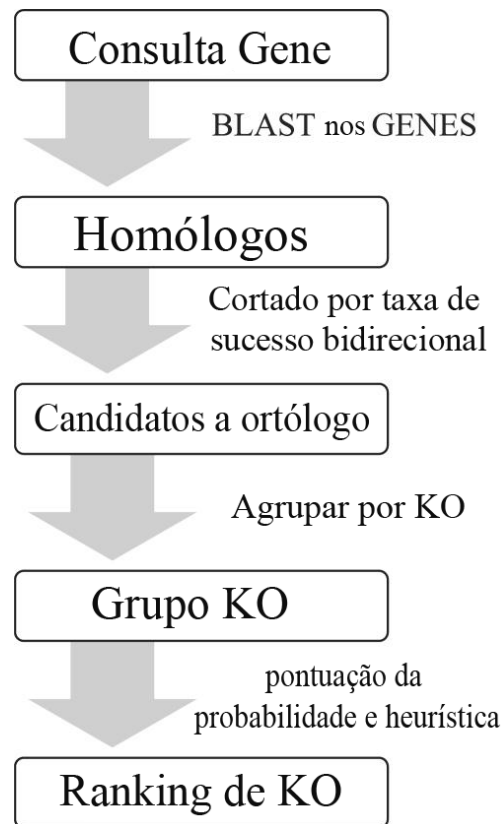 Consulta Gene
BLAST nos GENES
Homólogos
Cortado por taxa de
sucesso bidirecional
Candidatos a ortólogo
Agrupar por KO
Grupo KO
pontuação da
probabilidade e heurística
Ranking de KO